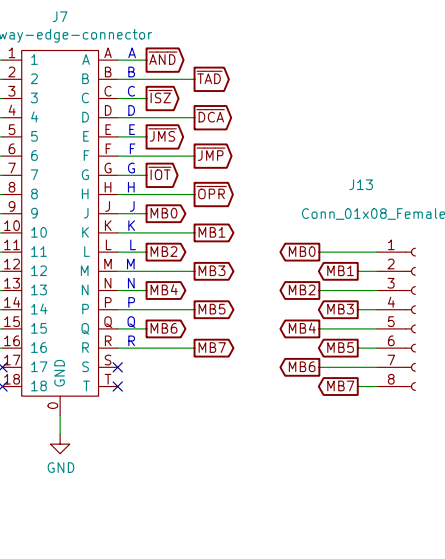 J7
way-edge-connector
1 1 A A A AND
2 2 B B B TAD
3 3 C C C ISZ
4 4 D D D DCA
5 5 E E E JMS
6 6 F F F JMP
7 7 G G G IOT
8 8 H H H OPR
9 9 J J J MB0
10 10 K K K MB1
11 11 L L L MB2
12 12 M M M MB3
13 13 N N N MB4
14 14 P P P MB5
15 15 Q Q Q MB6
16 16 R R R MB7
17 17 S S
18 18 T T
GND
0
GND
J13
Conn_01x08_Female
MB0 1
MB1 2
MB2 3
MB3 4
MB4 5
MB5 6
MB6 7
MB7 8